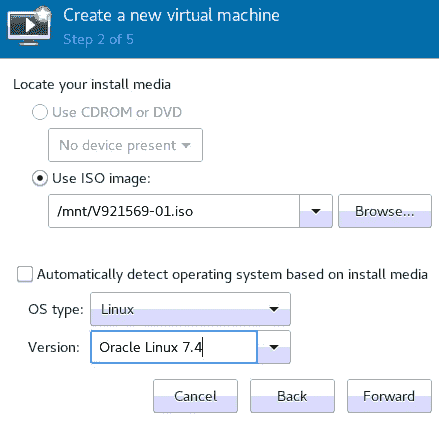 Create a new virtual machine
Step 2 of 5
Locate your install media
Use CDROM or DVD
No device present
Use ISO image:
/mnt/V921569-01.iso
Browse...
Automatically detect operating system based on install media
OS type: Linux
Version: Oracle Linux 7.4
Cancel Back Forward